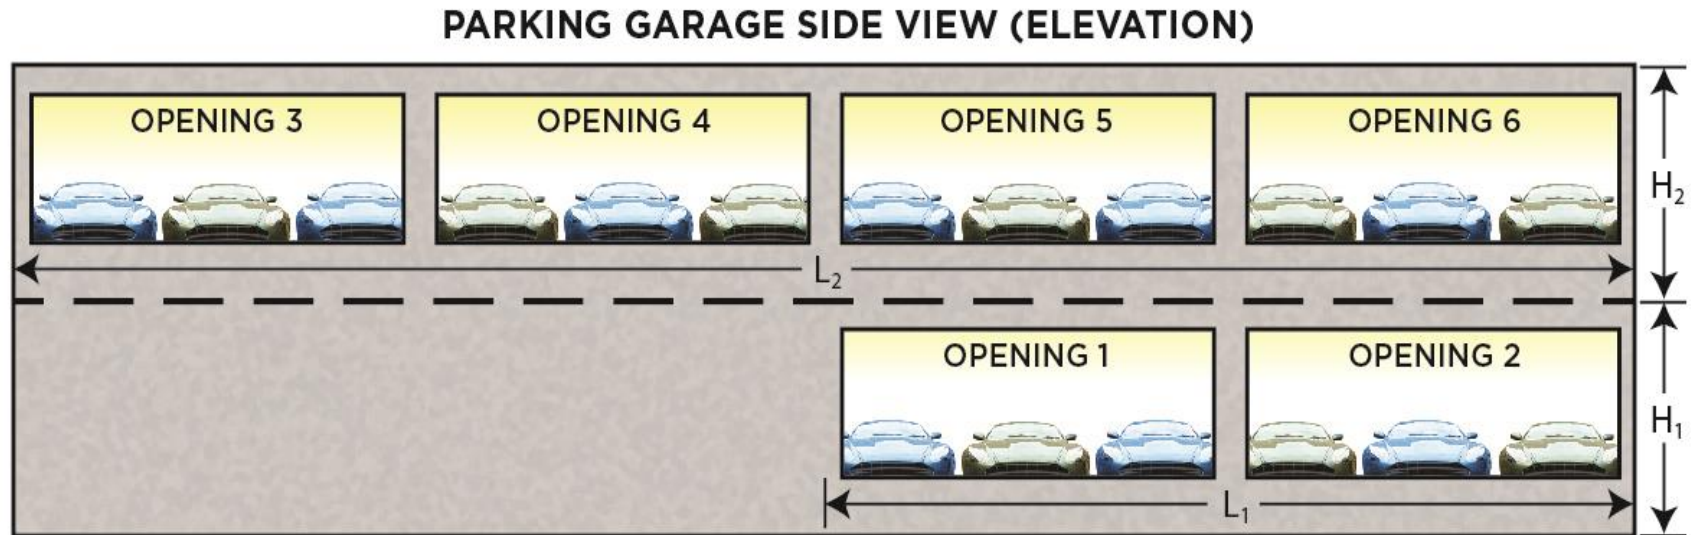 PARKING GARAGE SIDE VIEW (ELEVATION)
OPENING 3
OPENING 4
OPENING 5
OPENING 6
H₂
L₂
OPENING 1
OPENING 2
H₁
L₁